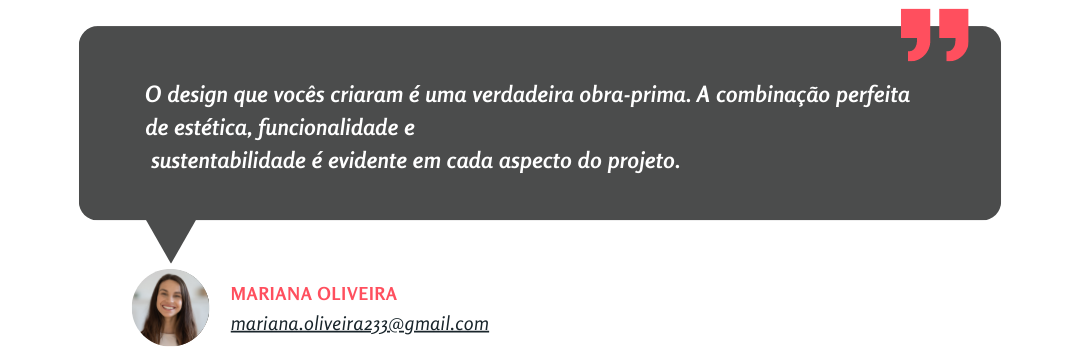 O design que vocês criaram é uma verdadeira obra-prima. A combinação perfeita
de estética, funcionalidade e
sustentabilidade é evidente em cada aspecto do projeto.
MARIANA OLIVEIRA
mariana.oliveira233@gmail.com